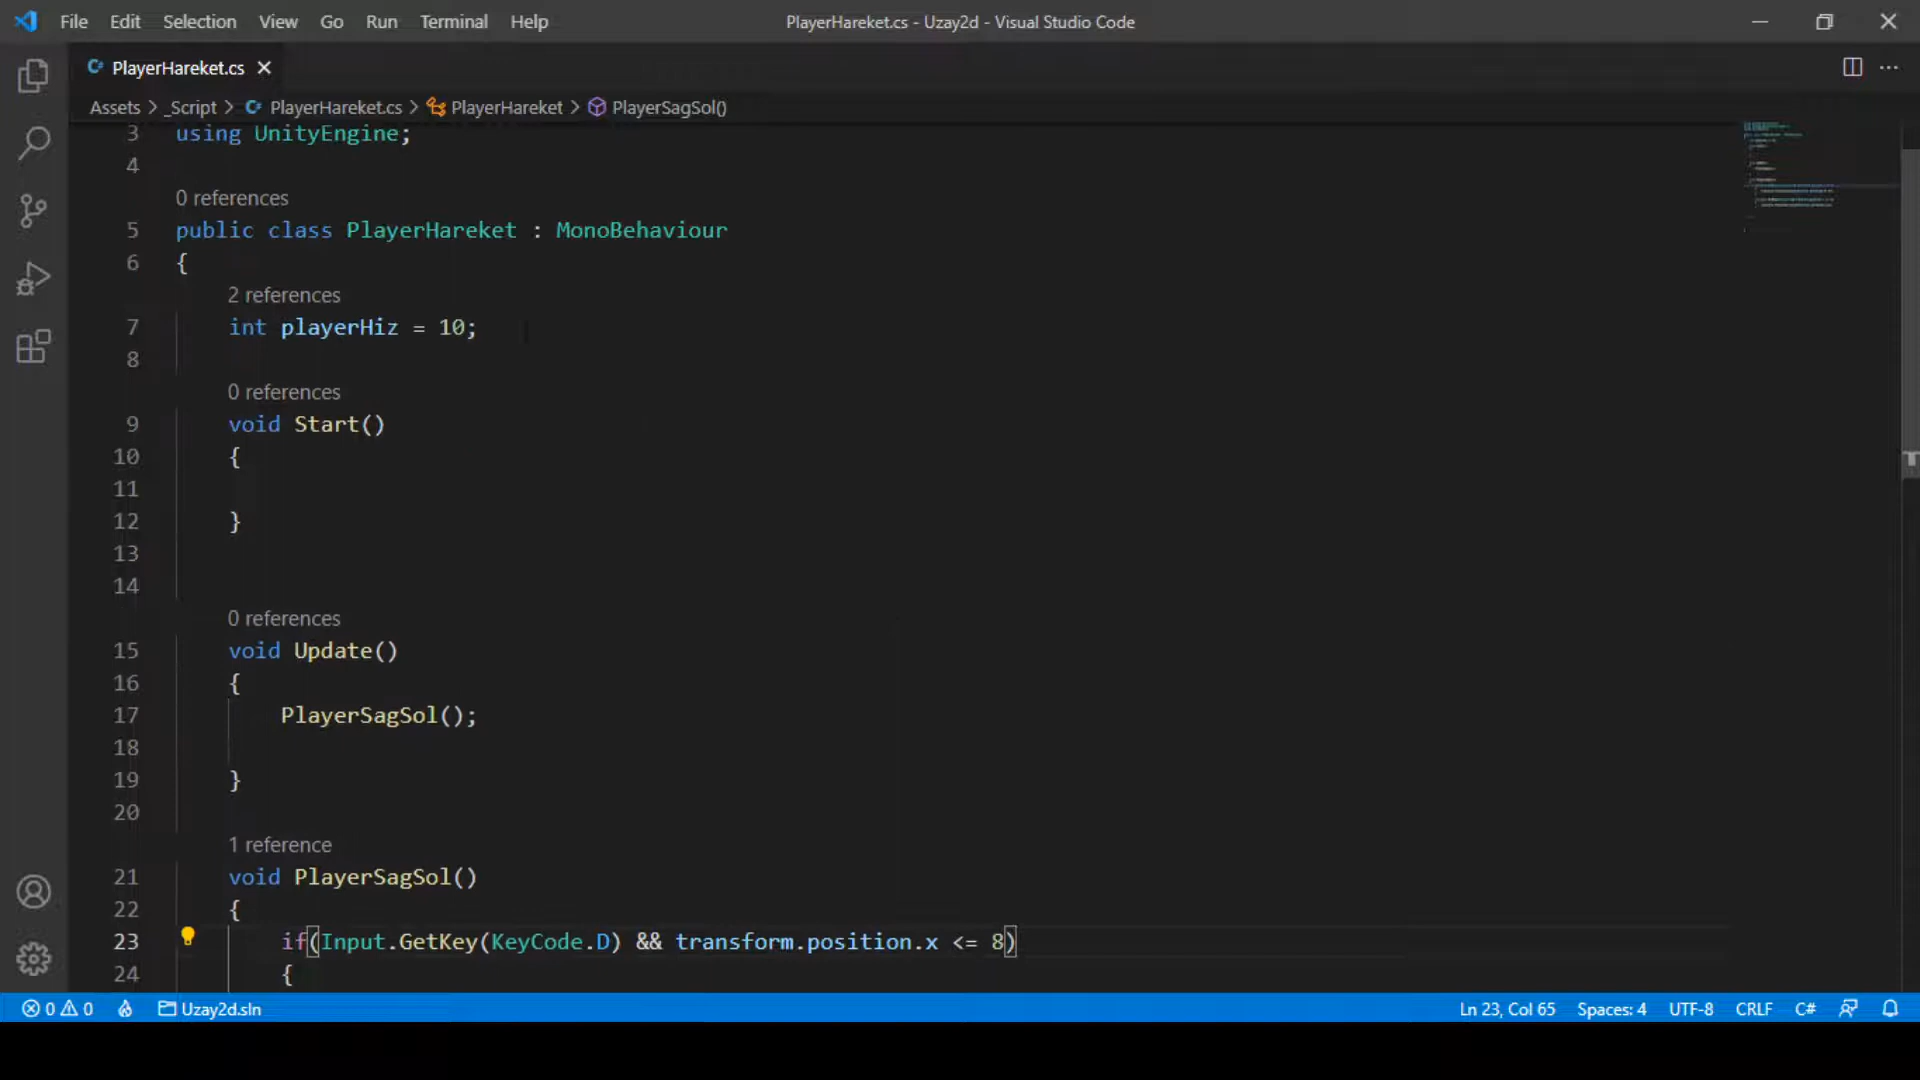 File Edit Selection View Go Run Terminal Help PlayerHareket.cs - Uzay2d - Visual Studio Code
PlayerHareket.cs
Assets > _Script > PlayerHareket.cs > PlayerHareket > PlayerSagSol()
3 using UnityEngine;
4
0 references
5 public class PlayerHareket : MonoBehaviour
6 {
2 references
7 int playerHiz = 10;
8
0 references
9 void Start()
10 {
11
12 }
13
14
0 references
15 void Update()
16 {
17 PlayerSagSol();
18
19 }
20
1 reference
21 void PlayerSagSol()
22 {
23 if(Input.GetKey(KeyCode.D) && transform.position.x <= 8)
24 {
0 0 Uzay2d.sln Ln 23, Col 65 Spaces: 4 UTF-8 CRLF C#